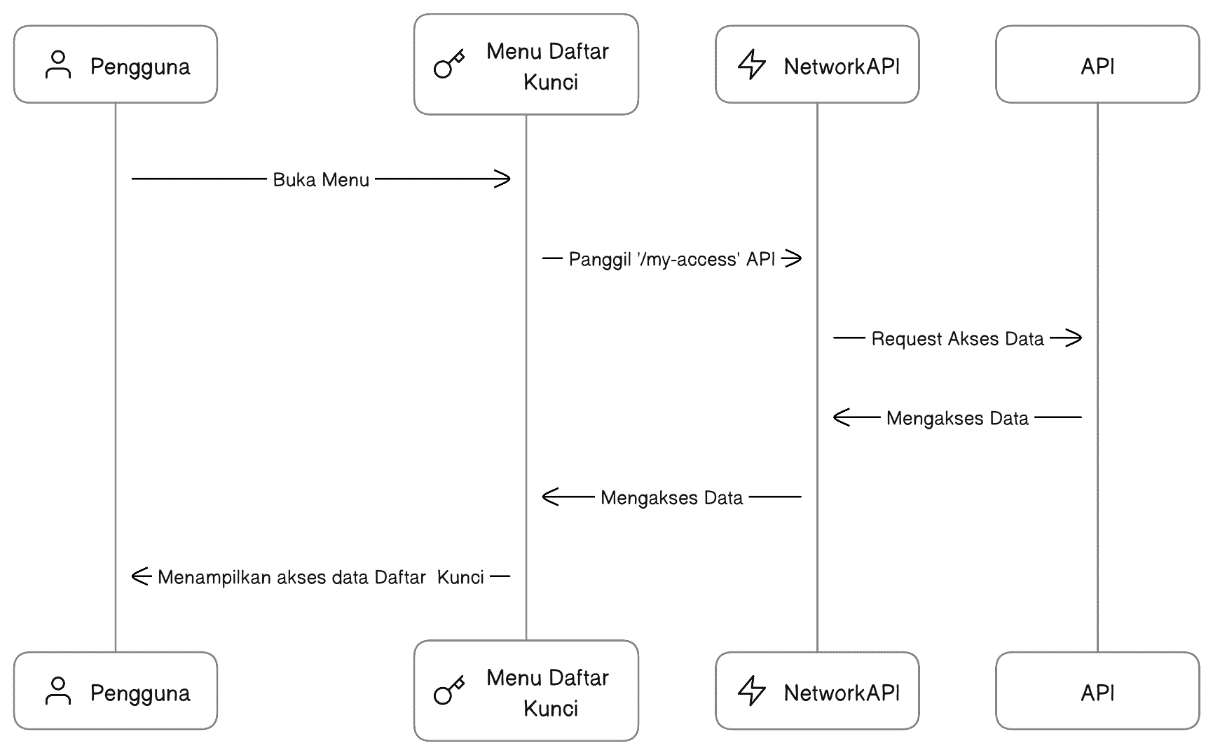 Pengguna
Menu Daftar
Kunci
NetworkAPI
API
Buka Menu
Panggil '/my-access' API
Request Akses Data
Mengakses Data
Mengakses Data
Menampilkan akses data Daftar  Kunci
Pengguna
Menu Daftar
Kunci
NetworkAPI
API